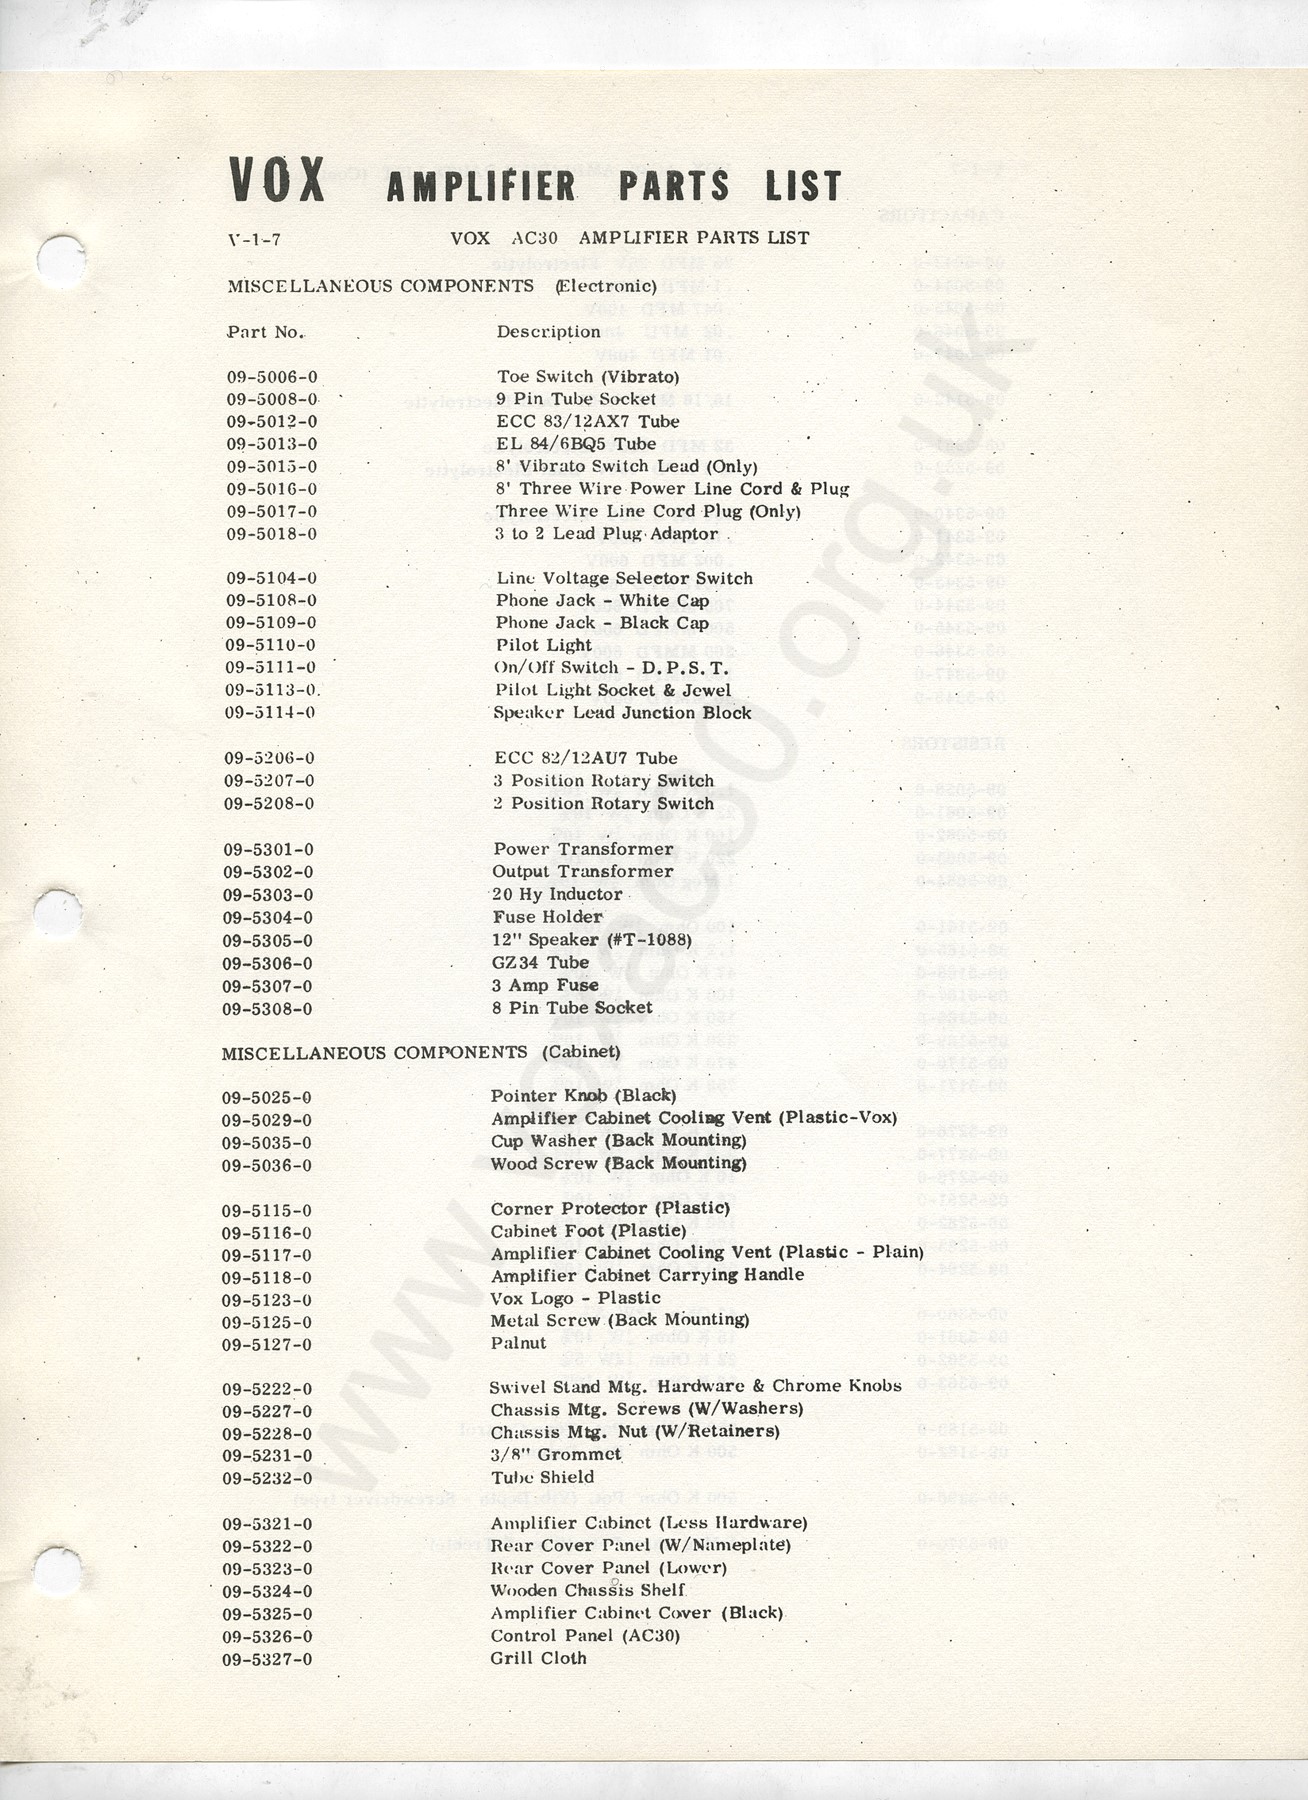 VOX AMPLIFIER PARTS LIST
V-1-7 VOX AC30 AMPLIFIER PARTS LIST
MISCELLANEOUS COMPONENTS (Electronic)
Part No. Description
09-5006-0 Toe Switch (Vibrato)
09-5008-0 9 Pin Tube Socket
09-5012-0 ECC 83/12AX7 Tube
09-5013-0 EL 84/6BQ5 Tube
09-5015-0 8' Vibrato Switch Lead (Only)
09-5016-0 8' Three Wire Power Line Cord & Plug
09-5017-0 Three Wire Line Cord Plug (Only)
09-5018-0 3 to 2 Lead Plug Adaptor
09-5104-0 Line Voltage Selector Switch
09-5108-0 Phone Jack - White Cap
09-5109-0 Phone Jack - Black Cap
09-5110-0 Pilot Light
09-5111-0 On/Off Switch - D.P.S.T.
09-5113-0 Pilot Light Socket & Jewel
09-5114-0 Speaker Lead Junction Block
09-5206-0 ECC 82/12AU7 Tube
09-5207-0 3 Position Rotary Switch
09-5208-0 2 Position Rotary Switch
09-5301-0 Power Transformer
09-5302-0 Output Transformer
09-5303-0 20 Hy Inductor
09-5304-0 Fuse Holder
09-5305-0 12" Speaker (#T-1088)
09-5306-0 GZ34 Tube
09-5307-0 3 Amp Fuse
09-5308-0 8 Pin Tube Socket
MISCELLANEOUS COMPONENTS (Cabinet)
09-5025-0 Pointer Knob (Black)
09-5029-0 Amplifier Cabinet Cooling Vent (Plastic-Vox)
09-5035-0 Cup Washer (Back Mounting)
09-5036-0 Wood Screw (Back Mounting)
09-5115-0 Corner Protector (Plastic)
09-5116-0 Cabinet Foot (Plastic)
09-5117-0 Amplifier Cabinet Cooling Vent (Plastic - Plain)
09-5118-0 Amplifier Cabinet Carrying Handle
09-5123-0 Vox Logo - Plastic
09-5125-0 Metal Screw (Back Mounting)
09-5127-0 Palnut
09-5222-0 Swivel Stand Mtg. Hardware & Chrome Knobs
09-5227-0 Chassis Mtg. Screws (W/Washers)
09-5228-0 Chassis Mtg. Nut (W/Retainers)
09-5231-0 3/8" Grommet
09-5232-0 Tube Shield
09-5321-0 Amplifier Cabinet (Less Hardware)
09-5322-0 Rear Cover Panel (W/Nameplate)
09-5323-0 Rear Cover Panel (Lower)
09-5324-0 Wooden Chassis Shelf
09-5325-0 Amplifier Cabinet Cover (Black)
09-5326-0 Control Panel (AC30)
09-5327-0 Grill Cloth
www.voxac30.org.uk